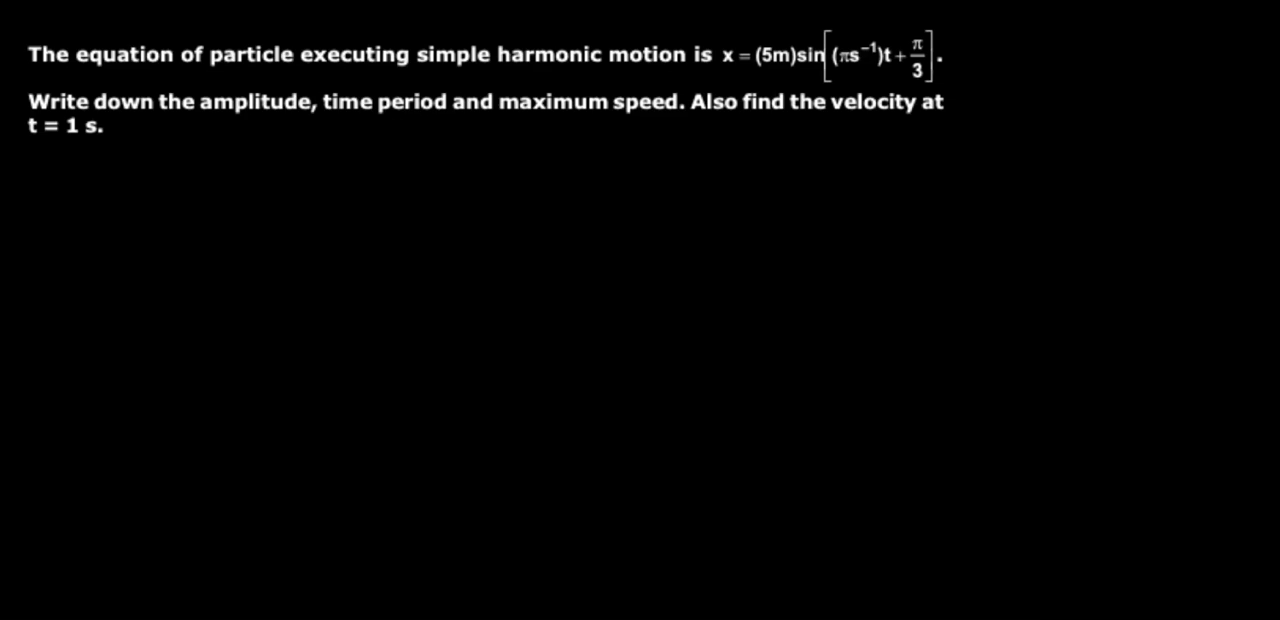 The equation of particle executing simple harmonic motion is x = (5m)sin[(πs⁻¹)t + π/3].
Write down the amplitude, time period and maximum speed. Also find the velocity at
t = 1 s.